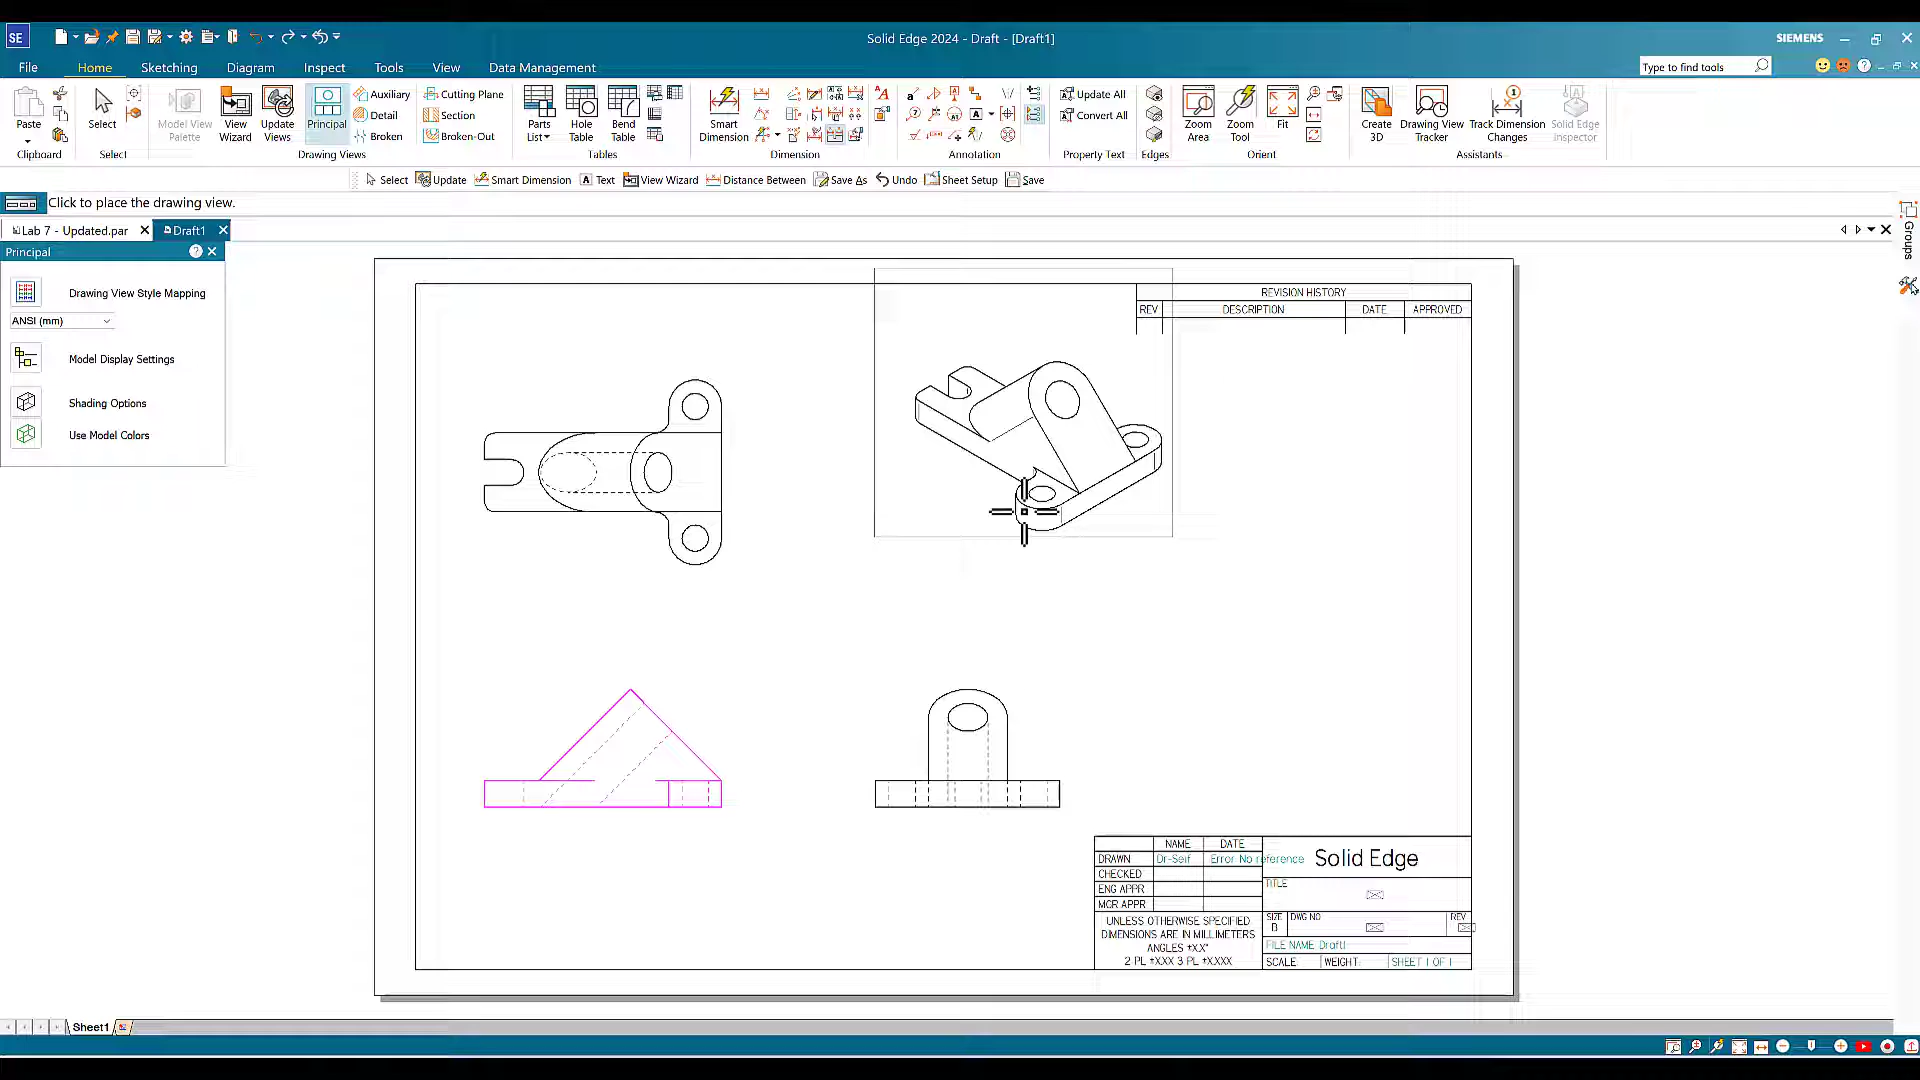 SE
Solid Edge 2024 - Draft - [Draft1]
SIEMENS
File Home Sketching Diagram Inspect Tools View Data Management
Type to find tools
Paste
Clipboard
Select
Select
Model View Palette
View Wizard
Update Views
Principal
Auxiliary
Detail
Broken
Cutting Plane
Section
Broken-Out
Drawing Views
Parts List
Hole Table
Bend Table
Tables
Smart Dimension
Dimension
Annotation
Update All
Convert All
Property Text
Edges
Zoom Area
Zoom Tool
Fit
Orient
Create 3D
Drawing View Tracker
Track Dimension Changes
Solid Edge Inspector
Assistants
Select Update Smart Dimension Text View Wizard Distance Between Save As Undo Sheet Setup Save
Click to place the drawing view.
Lab 7 - Updated.par
Draft1
Groups
Principal
Drawing View Style Mapping
ANSI (mm)
Model Display Settings
Shading Options
Use Model Colors
REVISION HISTORY
REV DESCRIPTION DATE APPROVED
NAME DATE
DRAWN Dr-Seif Error No reference
CHECKED
ENG APPR
MGR APPR
UNLESS OTHERWISE SPECIFIED
DIMENSIONS ARE IN MILLIMETERS
ANGLES ±X.X°
2 PL ±X.XX 3 PL ±X.XXX
Solid Edge
TITLE
SIZE DWG NO REV
B
FILE NAME Draft1
SCALE: WEIGHT: SHEET 1 OF 1
Sheet1